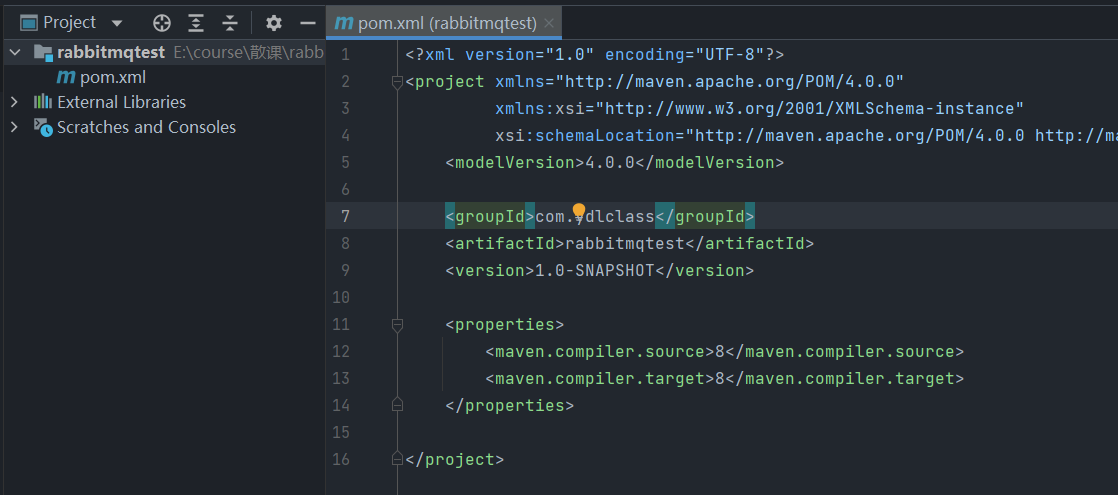 Project
pom.xml (rabbitmqtest)
rabbitmqtest E:\course\散课\rabb
pom.xml
External Libraries
Scratches and Consoles
1 <?xml version="1.0" encoding="UTF-8"?>
2 <project xmlns="http://maven.apache.org/POM/4.0.0"
3 xmlns:xsi="http://www.w3.org/2001/XMLSchema-instance"
4 xsi:schemaLocation="http://maven.apache.org/POM/4.0.0 http://ma
5 <modelVersion>4.0.0</modelVersion>
6
7 <groupId>com.ydlclass</groupId>
8 <artifactId>rabbitmqtest</artifactId>
9 <version>1.0-SNAPSHOT</version>
10
11 <properties>
12 <maven.compiler.source>8</maven.compiler.source>
13 <maven.compiler.target>8</maven.compiler.target>
14 </properties>
15
16 </project>